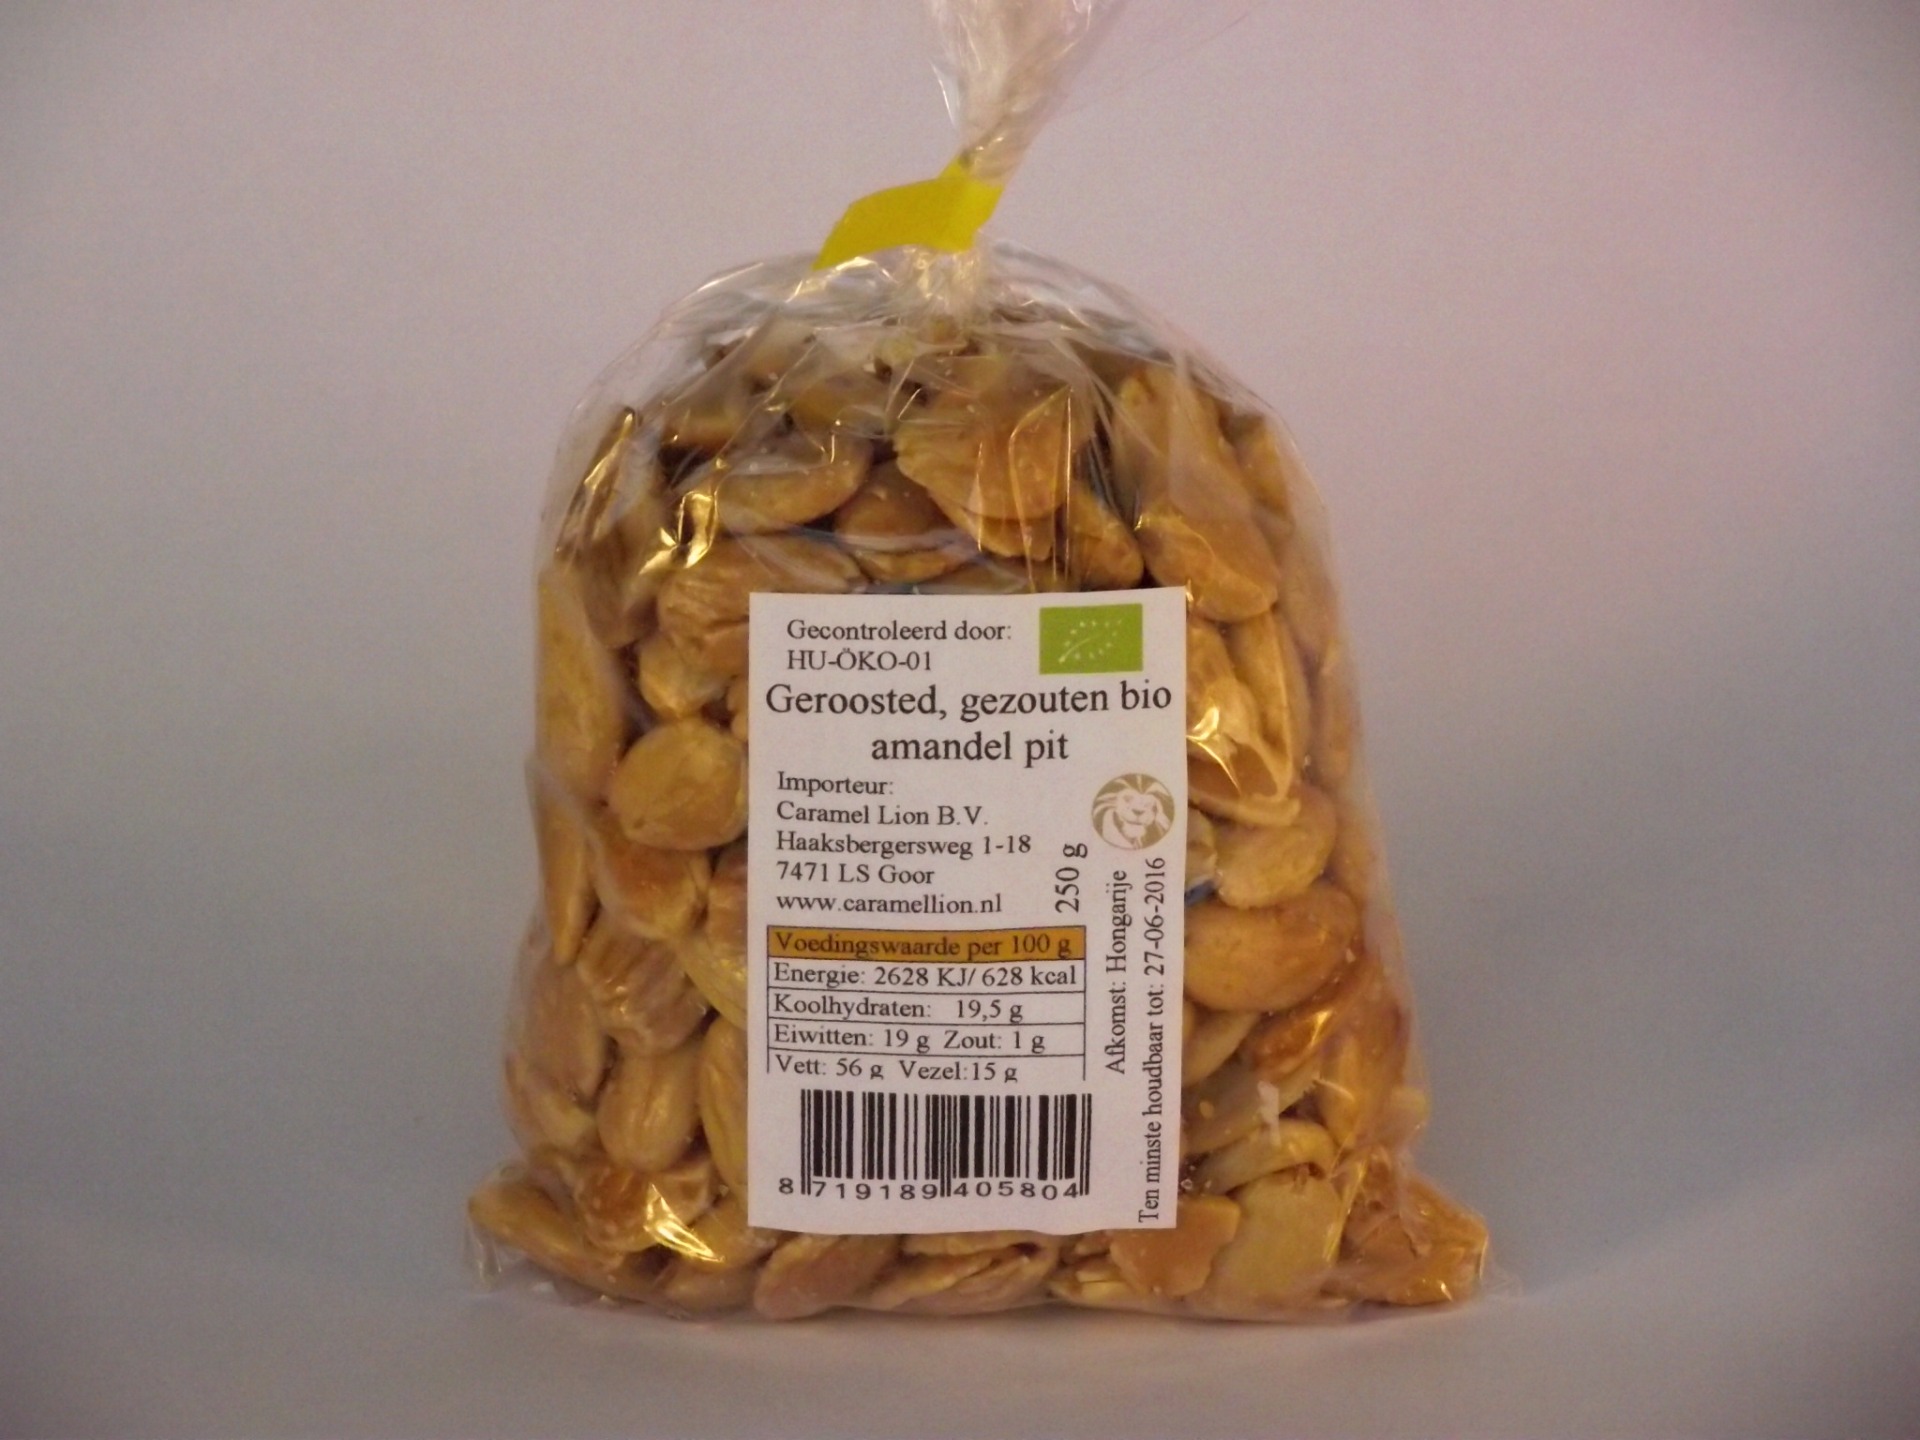 Gecontroleerd door:
HU-ÖKO-01
Geroosted, gezouten bio
amandel pit
Importeur:
Caramel Lion B.V.
Haaksbergersweg 1-18
7471 LS Goor
www.caramellion.nl
250 g
Afkomst: Hongarije
Ten minste houdbaar tot: 27-06-2016
Voedingswaarde per 100 g
Energie: 2628 KJ/ 628 kcal
Koolhydraten: 19,5 g
Eiwitten: 19 g Zout: 1 g
Vett: 56 g Vezel:15 g
8 719189 405804